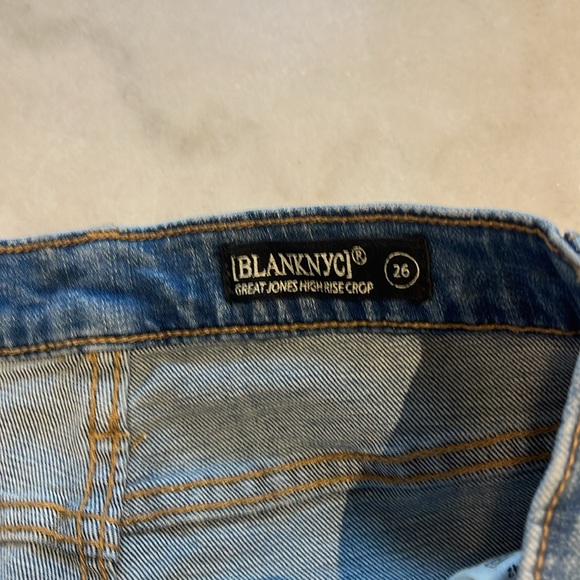 [BLANKNYC]®
GREAT JONES HIGH RISE CROP
26